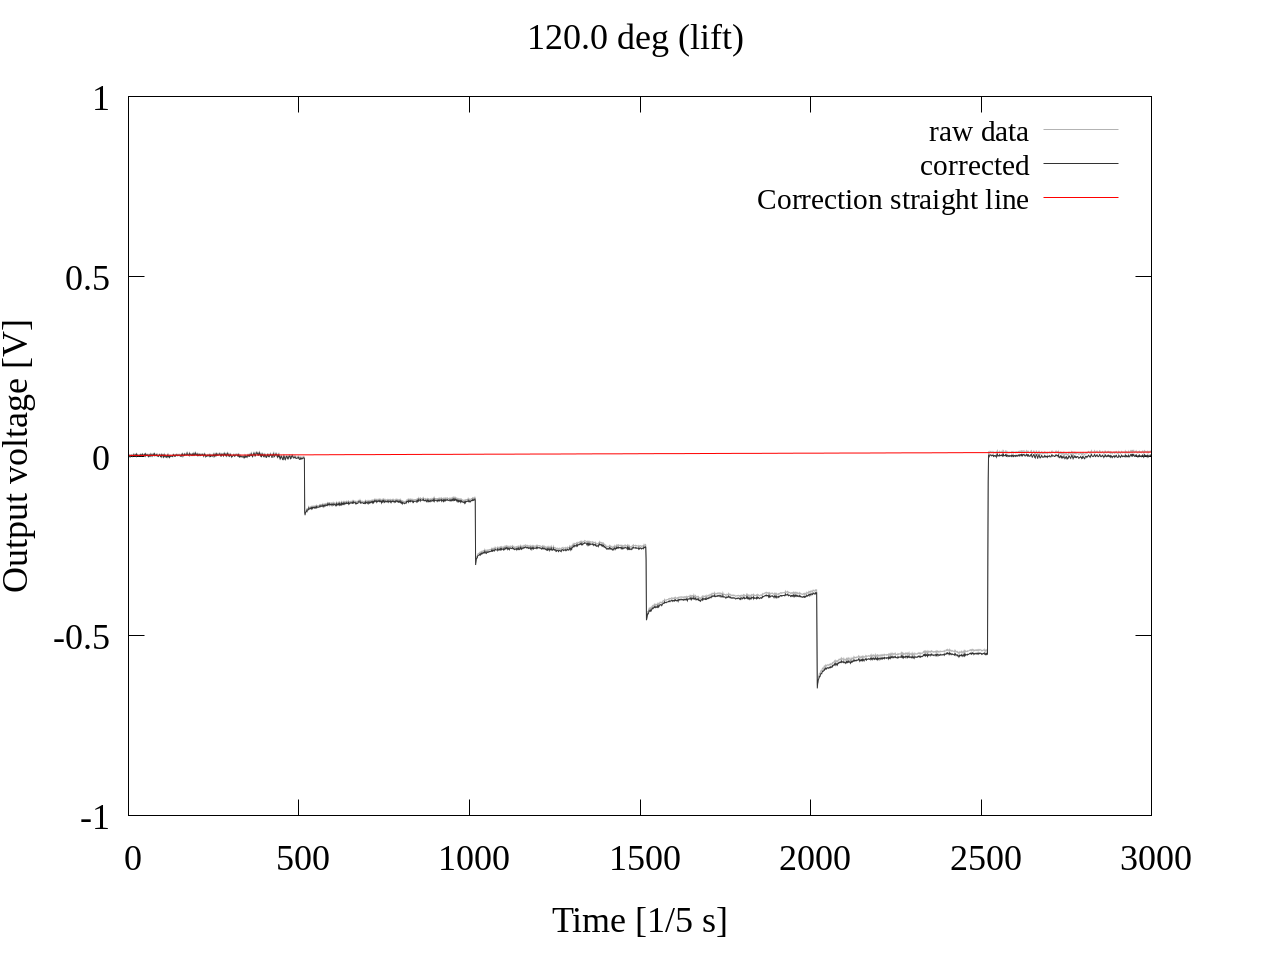 120.0 deg (lift)
raw data
corrected
Correction straight line
Output voltage [V]
1
0.5
0
-0.5
-1
0 500 1000 1500 2000 2500 3000
Time [1/5 s]